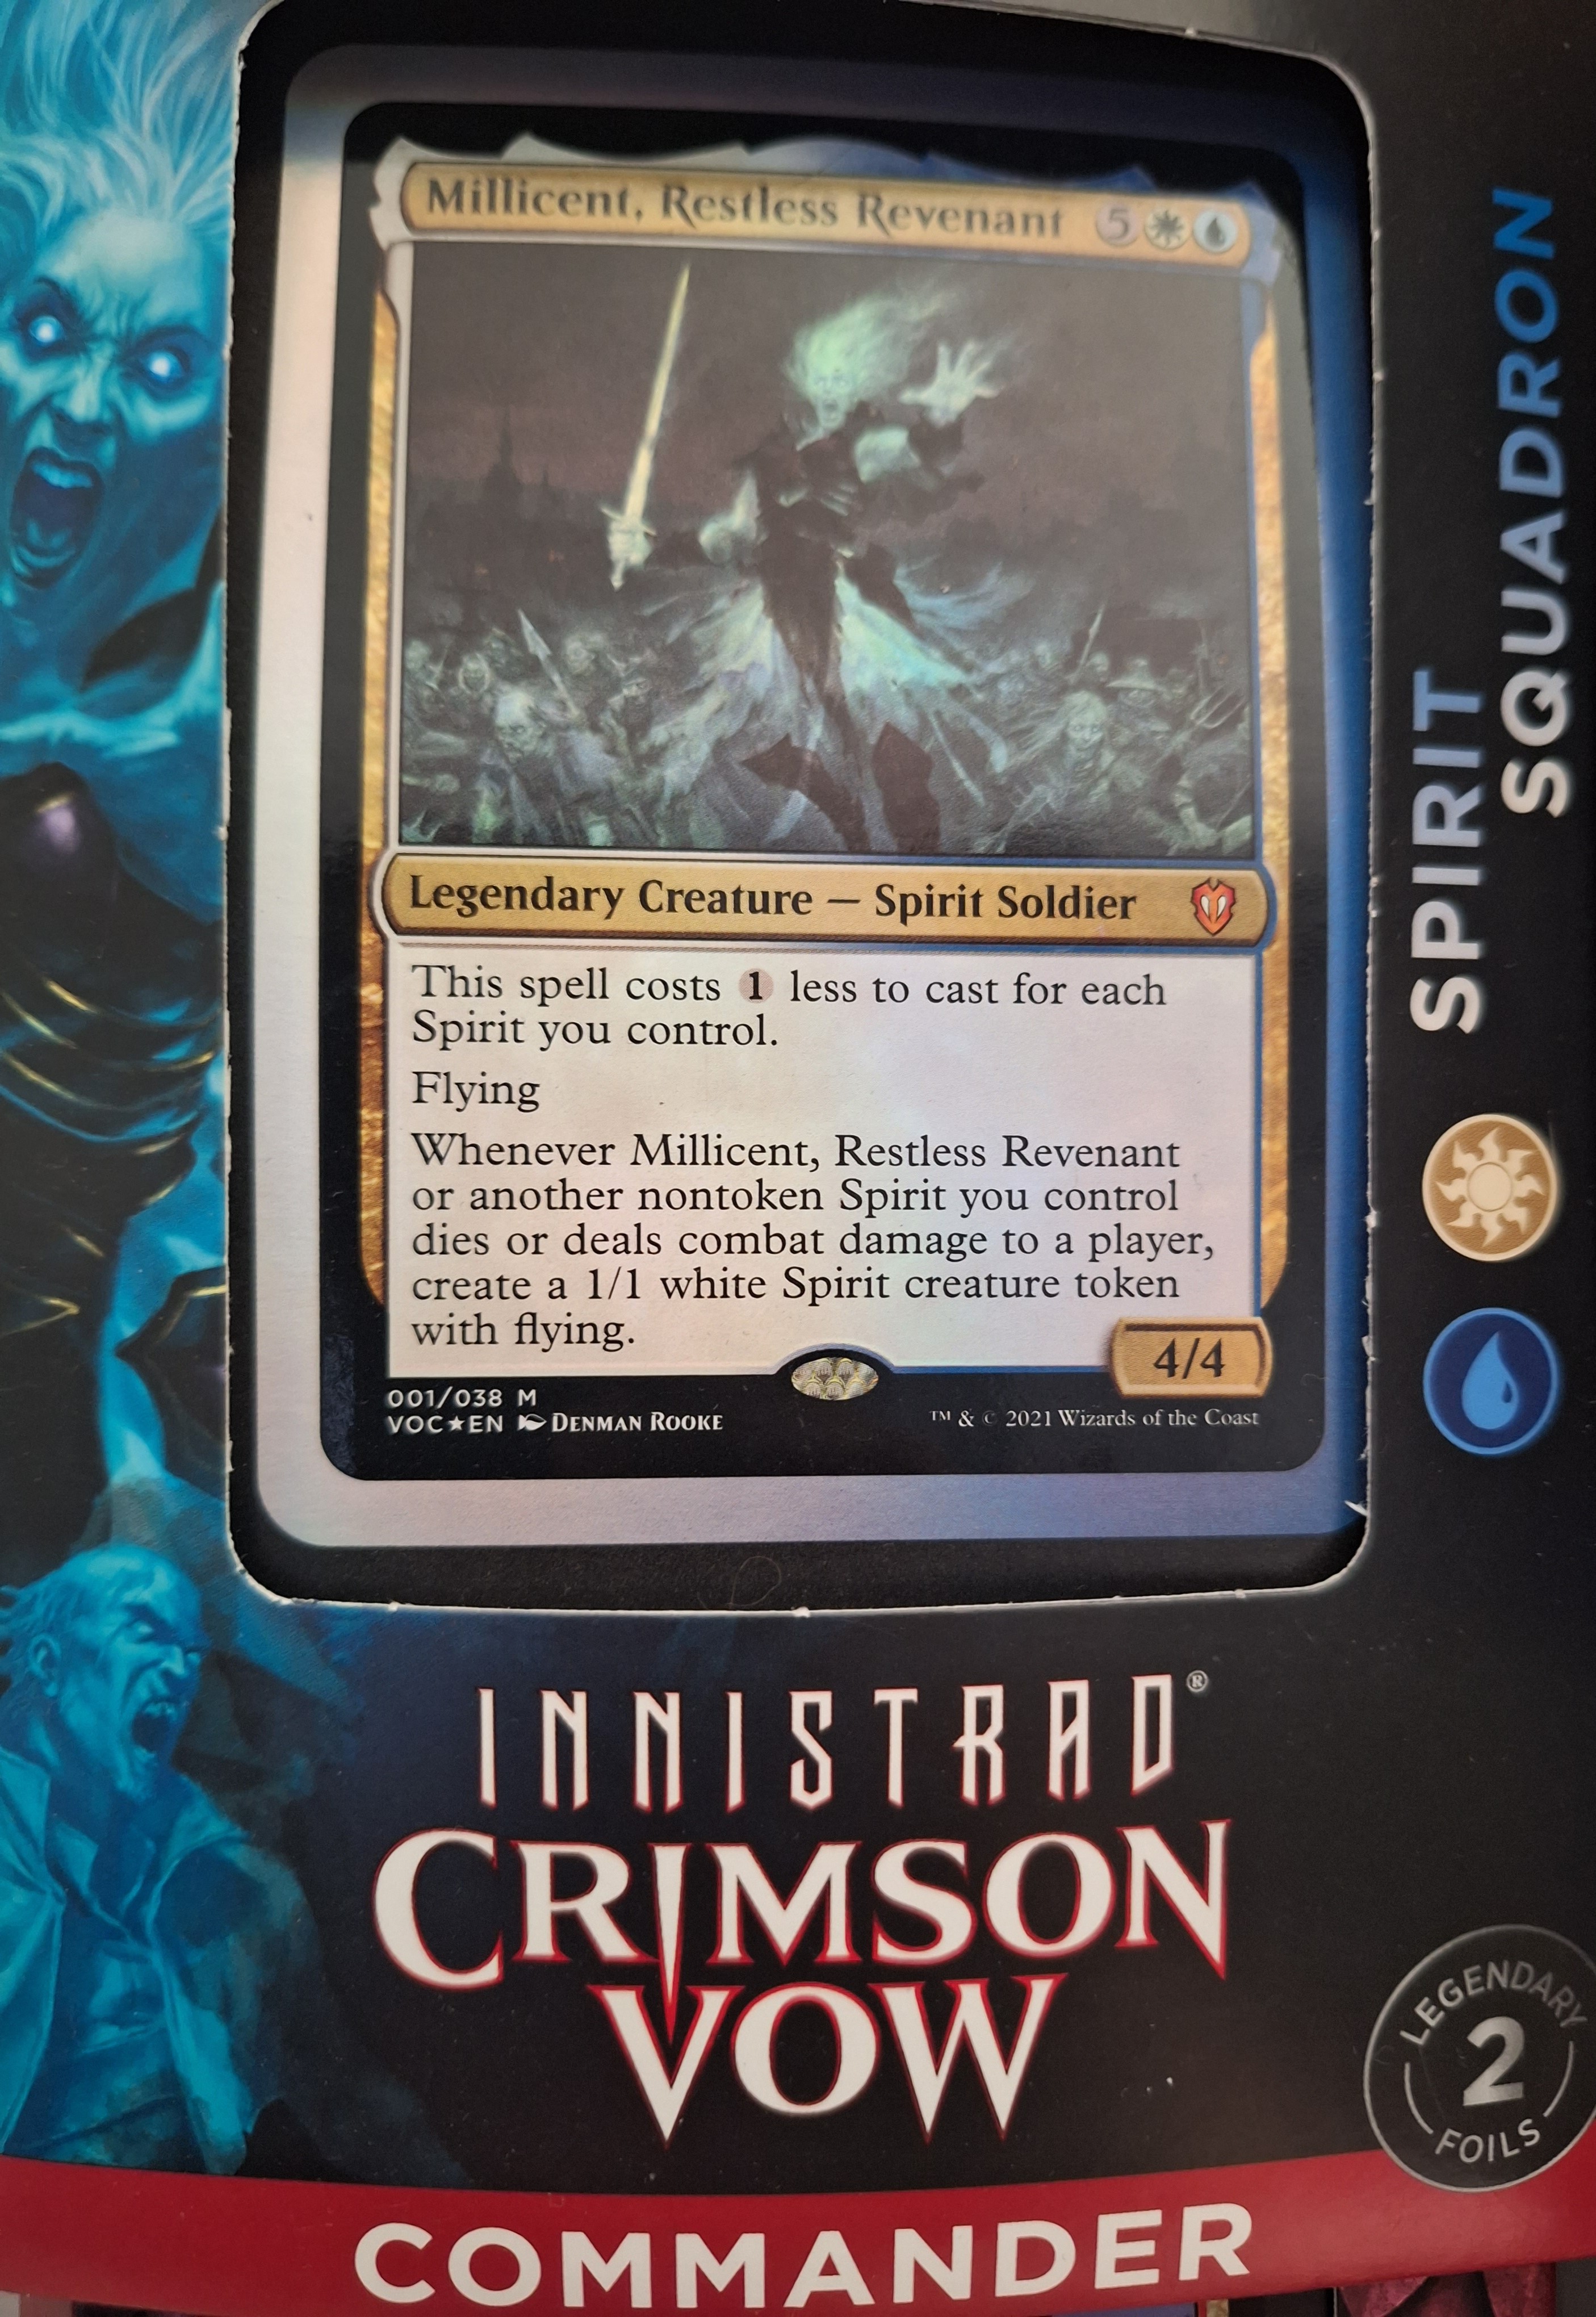 Millicent, Restless Revenant 5
Legendary Creature — Spirit Soldier
This spell costs 1 less to cast for each
Spirit you control.
Flying
Whenever Millicent, Restless Revenant
or another nontoken Spirit you control
dies or deals combat damage to a player,
create a 1/1 white Spirit creature token
with flying.
4/4
001/038 M
VOC★EN DENMAN ROOKE
™ & © 2021 Wizards of the Coast
SPIRIT
SQUADRON
INNISTRAD®
CRIMSON
VOW
LEGENDARY
2
FOILS
COMMANDER